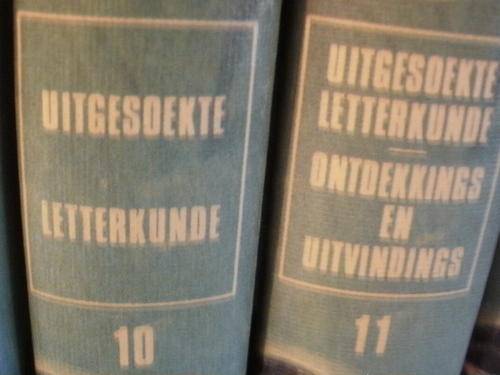 UITGESOEKTE
LETTERKUNDE
10
UITGESOEKTE
LETTERKUNDE
ONTDEKKINGS
EN
UITVINDINGS
11